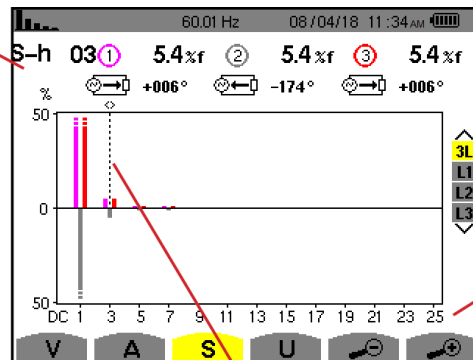 60.01 Hz 08/04/18 11:34AM
S-h 03 1 5.4%f 2 5.4%f 3 5.4%f
+006° -174° +006°
%
50
3L
L1
L2
L3
0
50
DC 1 3 5 7 9 11 13 15 17 19 21 23 25
V A S U